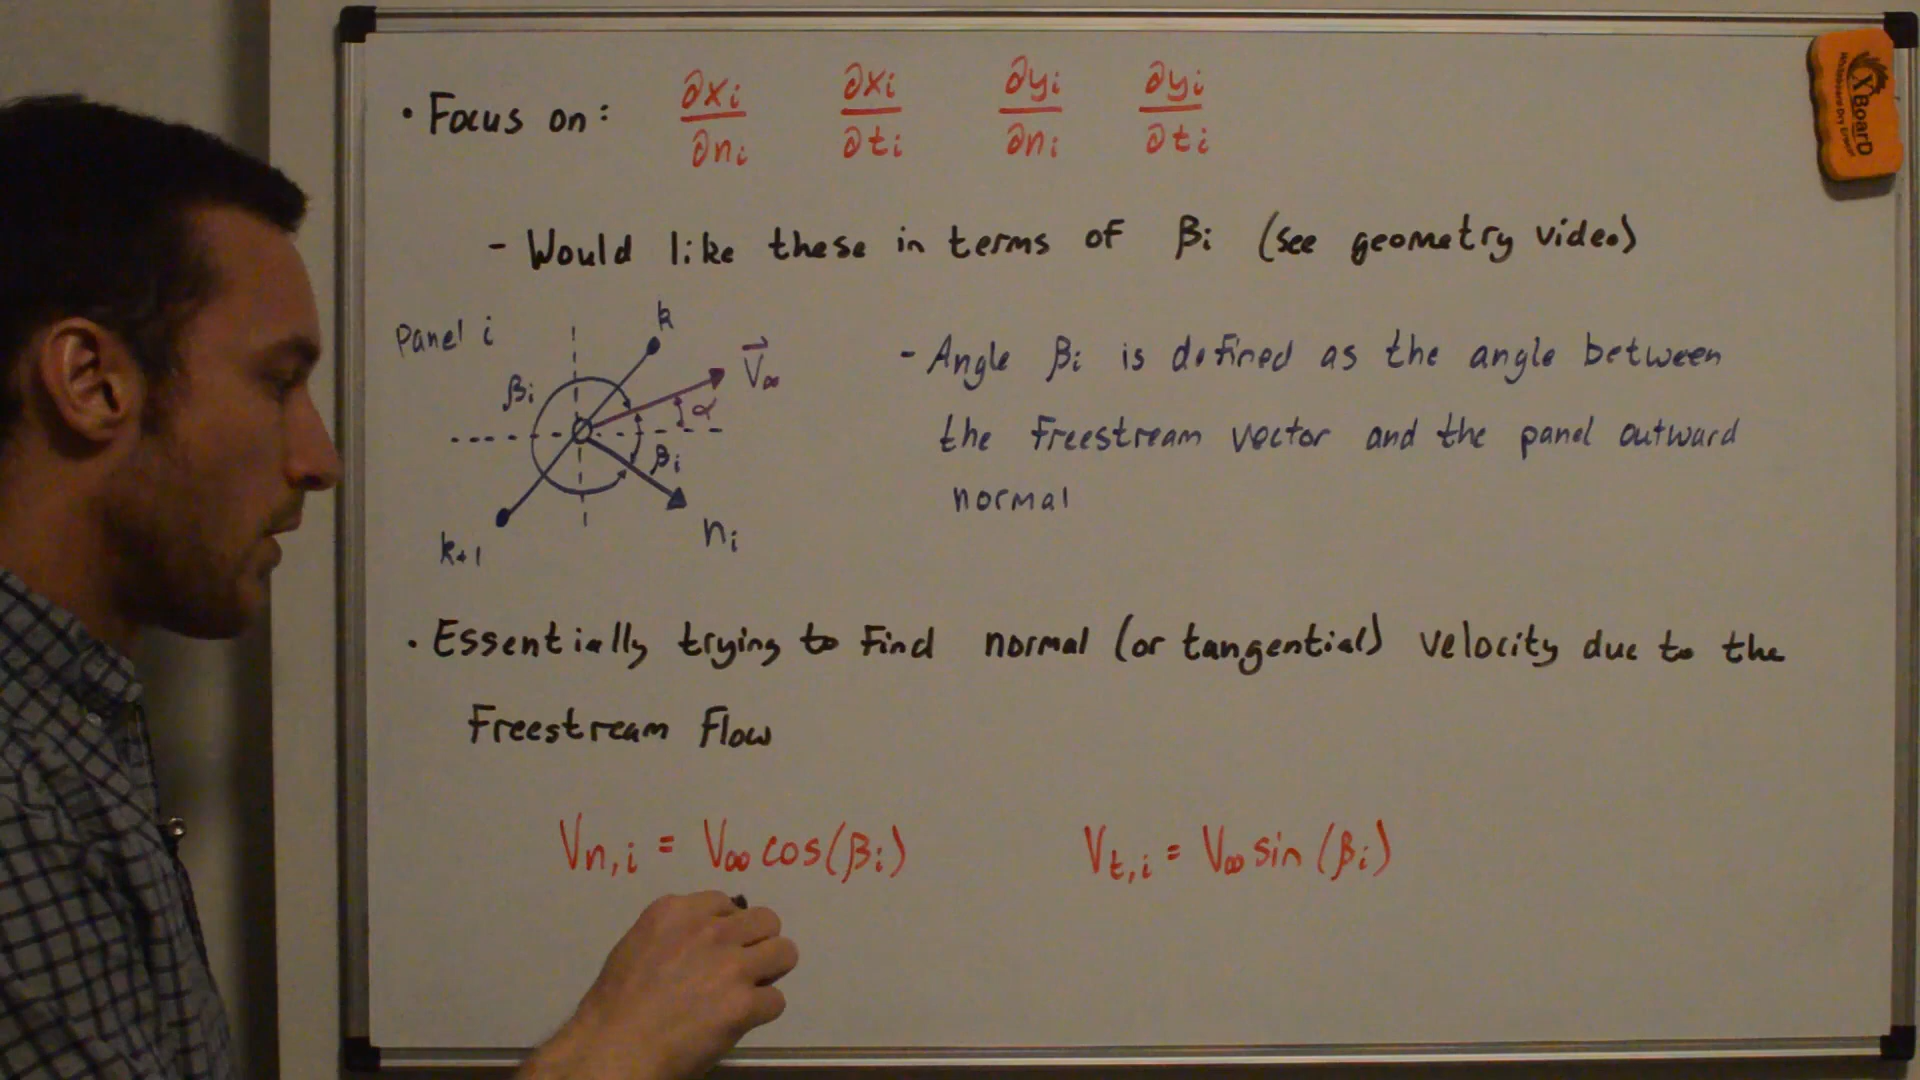 • Focus on: ∂xi/∂ni ∂xi/∂ti ∂yi/∂ni ∂yi/∂ti
- Would like these in terms of βi (see geometry video)
Panel i
k
V∞
α
βi
βi
ni
k+1
- Angle βi is defined as the angle between
the freestream vector and the panel outward
normal
• Essentially trying to find normal (or tangential) velocity due to the
Freestream Flow
Vn,i = V∞ cos(βi) Vt,i = V∞ sin(βi)
XBoarD